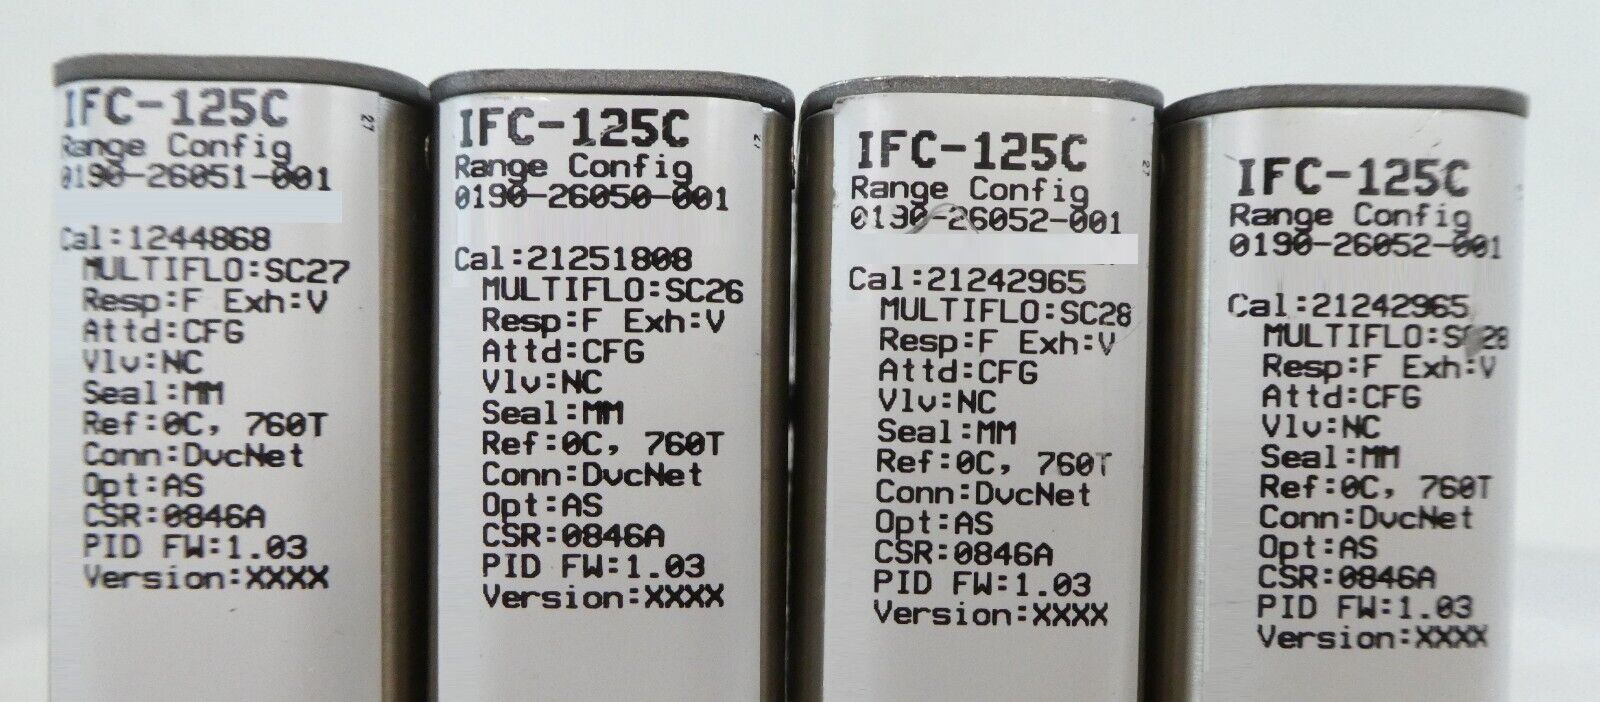 IFC-125C
Range Config
0190-26051-001
Cal:1244868
MULTIFLO:SC27
Resp:F Exh:V
Attd:CFG
Vlv:NC
Seal:MM
Ref:0C, 760T
Conn:DvcNet
Opt:AS
CSR:0846A
PID FW:1.03
Version:XXXX
27
IFC-125C
Range Config
0190-26050-001
Cal:21251808
MULTIFLO:SC26
Resp:F Exh:V
Attd:CFG
Vlv:NC
Seal:MM
Ref:0C, 760T
Conn:DvcNet
Opt:AS
CSR:0846A
PID FW:1.03
Version:XXXX
IFC-125C
Range Config
0190-26052-001
Cal:21242965
MULTIFLO:SC28
Resp:F Exh:V
Attd:CFG
Vlv:NC
Seal:MM
Ref:0C, 760T
Conn:DvcNet
Opt:AS
CSR:0846A
PID FW:1.03
Version:XXXX
27
IFC-125C
Range Config
0190-26052-001
Cal:21242965
MULTIFLO:SC28
Resp:F Exh:V
Attd:CFG
Vlv:NC
Seal:MM
Ref:0C, 760T
Conn:DvcNet
Opt:AS
CSR:0846A
PID FW:1.03
Version:XXXX